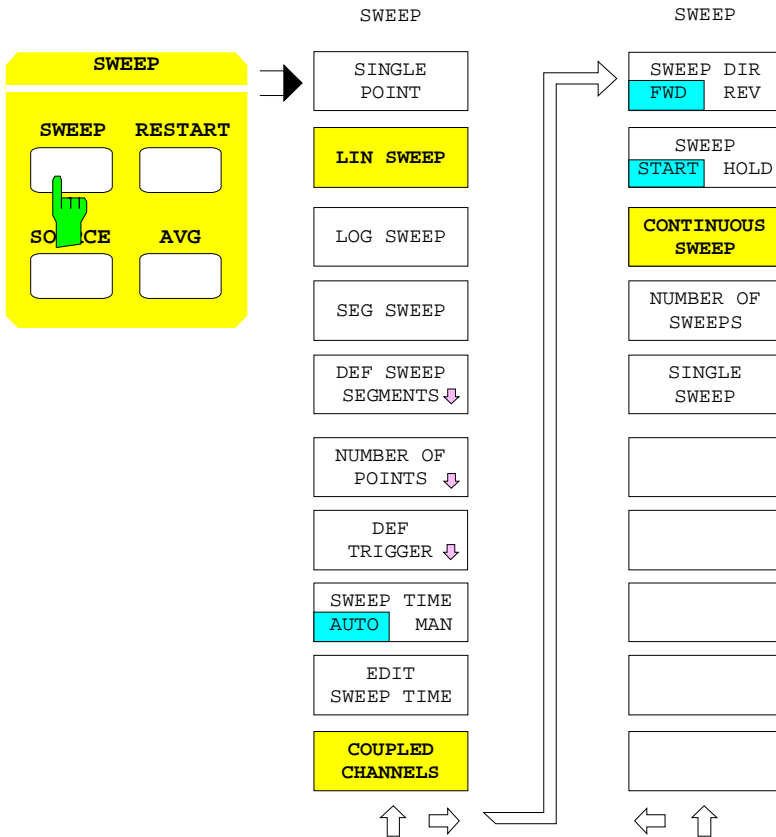 SWEEP
SWEEP RESTART
SO RCE AVG
SWEEP
SINGLE
POINT
LIN SWEEP
LOG SWEEP
SEG SWEEP
DEF SWEEP
SEGMENTS
NUMBER OF
POINTS
DEF
TRIGGER
SWEEP TIME
AUTO MAN
EDIT
SWEEP TIME
COUPLED
CHANNELS
SWEEP
SWEEP DIR
FWD REV
SWEEP
START HOLD
CONTINUOUS
SWEEP
NUMBER OF
SWEEPS
SINGLE
SWEEP